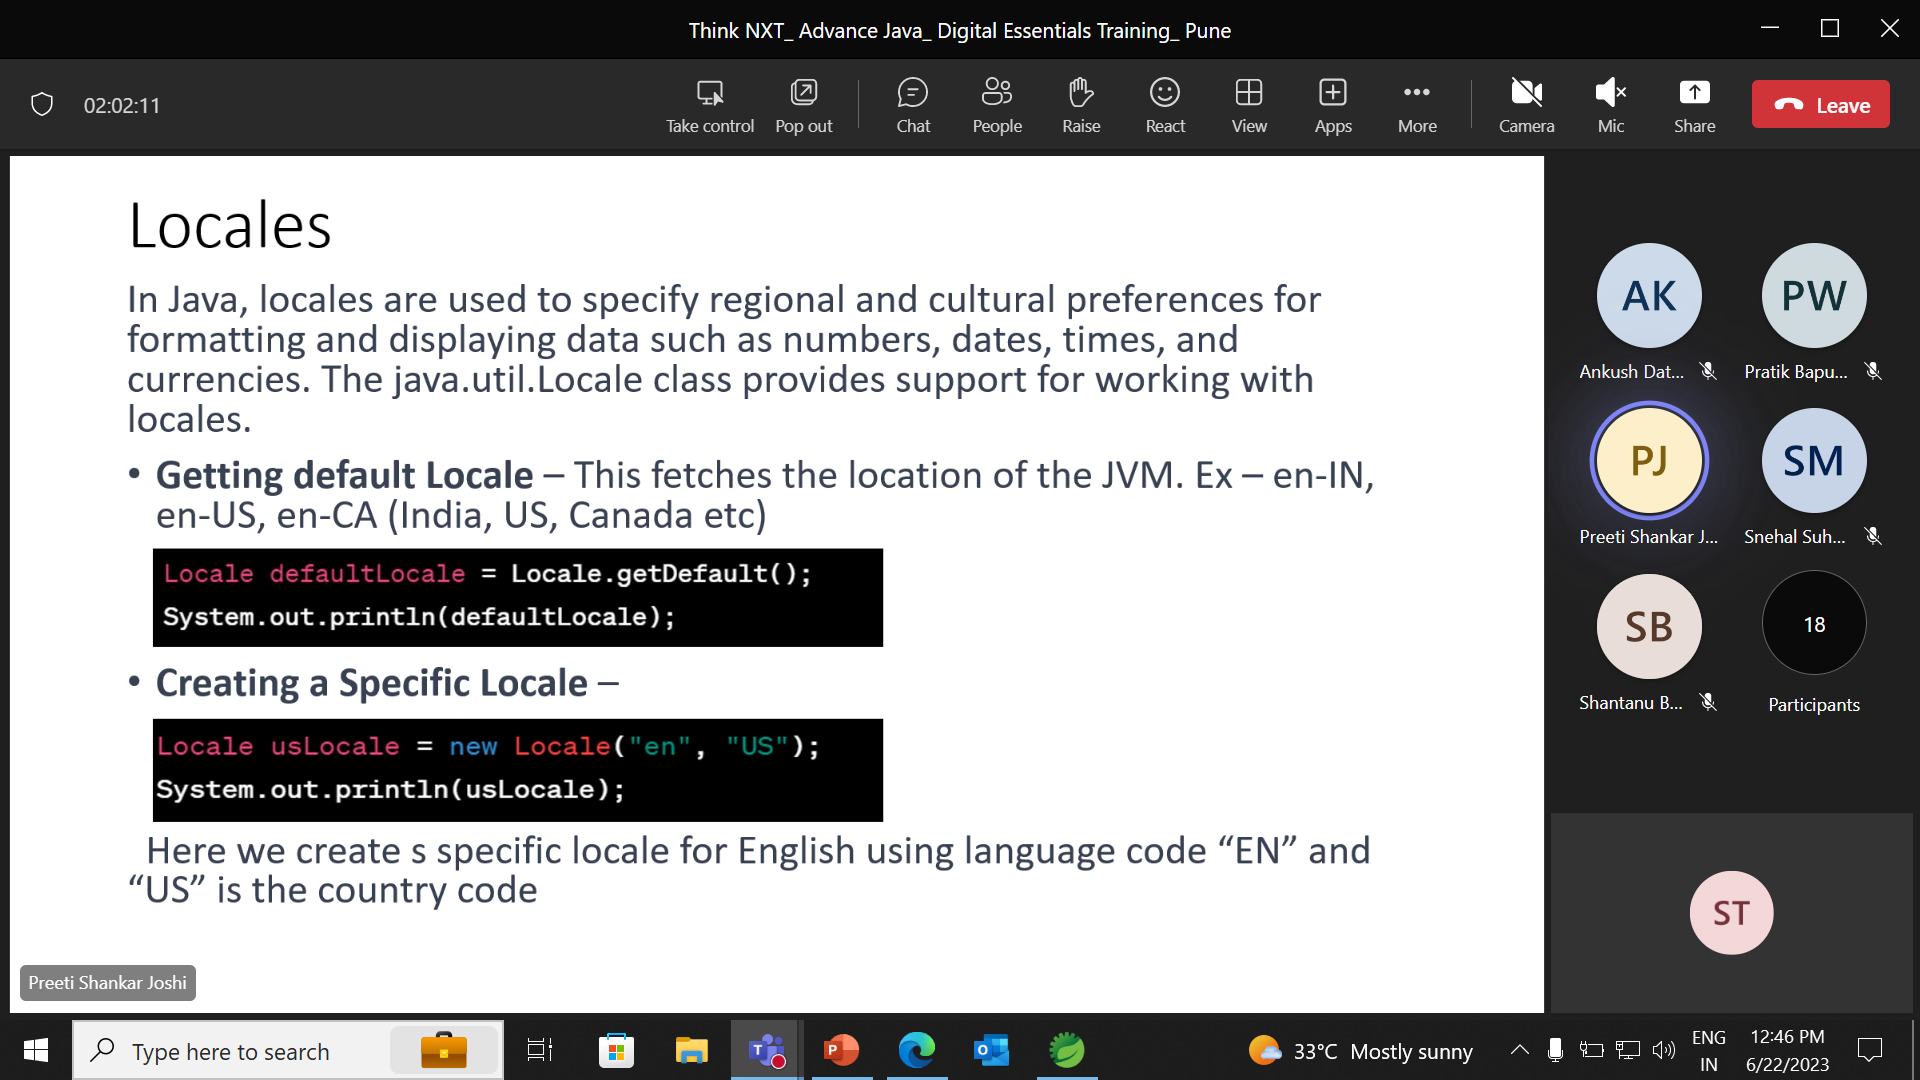 Think NXT_ Advance Java_ Digital Essentials Training_ Pune
02:02:11
Take control
Pop out
Chat
People
Raise
React
View
Apps
More
Camera
Mic
Share
Leave
Locales
In Java, locales are used to specify regional and cultural preferences for
formatting and displaying data such as numbers, dates, times, and
currencies. The java.util.Locale class provides support for working with
locales.
• Getting default Locale – This fetches the location of the JVM. Ex – en-IN,
en-US, en-CA (India, US, Canada etc)
Locale defaultLocale = Locale.getDefault();
System.out.println(defaultLocale);
• Creating a Specific Locale –
Locale usLocale = new Locale("en", "US");
System.out.println(usLocale);
Here we create s specific locale for English using language code “EN” and
“US” is the country code
Preeti Shankar Joshi
AK
Ankush Dat...
PW
Pratik Bapu...
PJ
Preeti Shankar J...
SM
Snehal Suh...
SB
Shantanu B...
18
Participants
ST
Type here to search
33°C Mostly sunny
ENG
IN
12:46 PM
6/22/2023